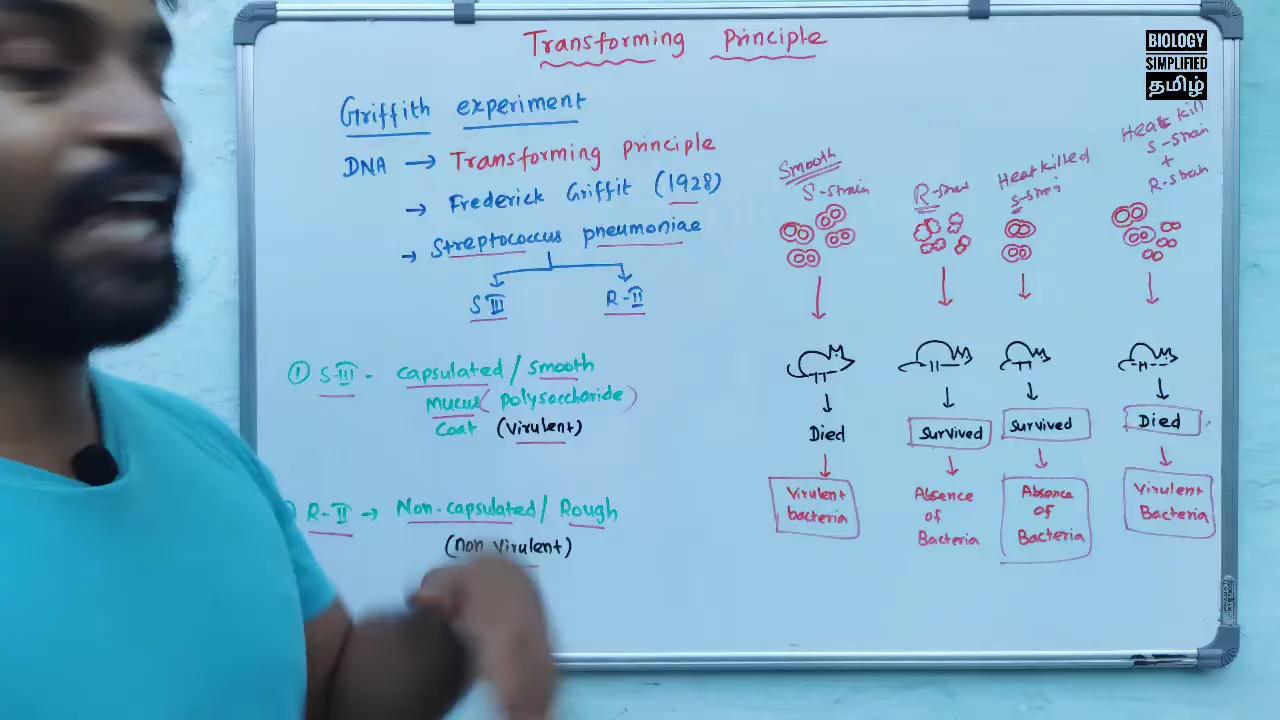 Transforming Principle
BIOLOGY
SIMPLIFIED
தமிழ்
Griffith experiment
DNA → Transforming principle
→ Frederick Griffit (1928)
→ Streptococcus pneumoniae
S III R-II
① S-III - capsulated / Smooth
Mucus (polysaccharide)
Coat (Virulent)
R-II → Non-capsulated / Rough
(non virulent)
Smooth
S-strain
Died
Virulent
bacteria
R-strain
Survived
Absence
of
Bacteria
Heat killed
S-strain
Survived
Absence
of
Bacteria
Heat kill
S-strain
+
R-strain
Died
Virulent
Bacteria